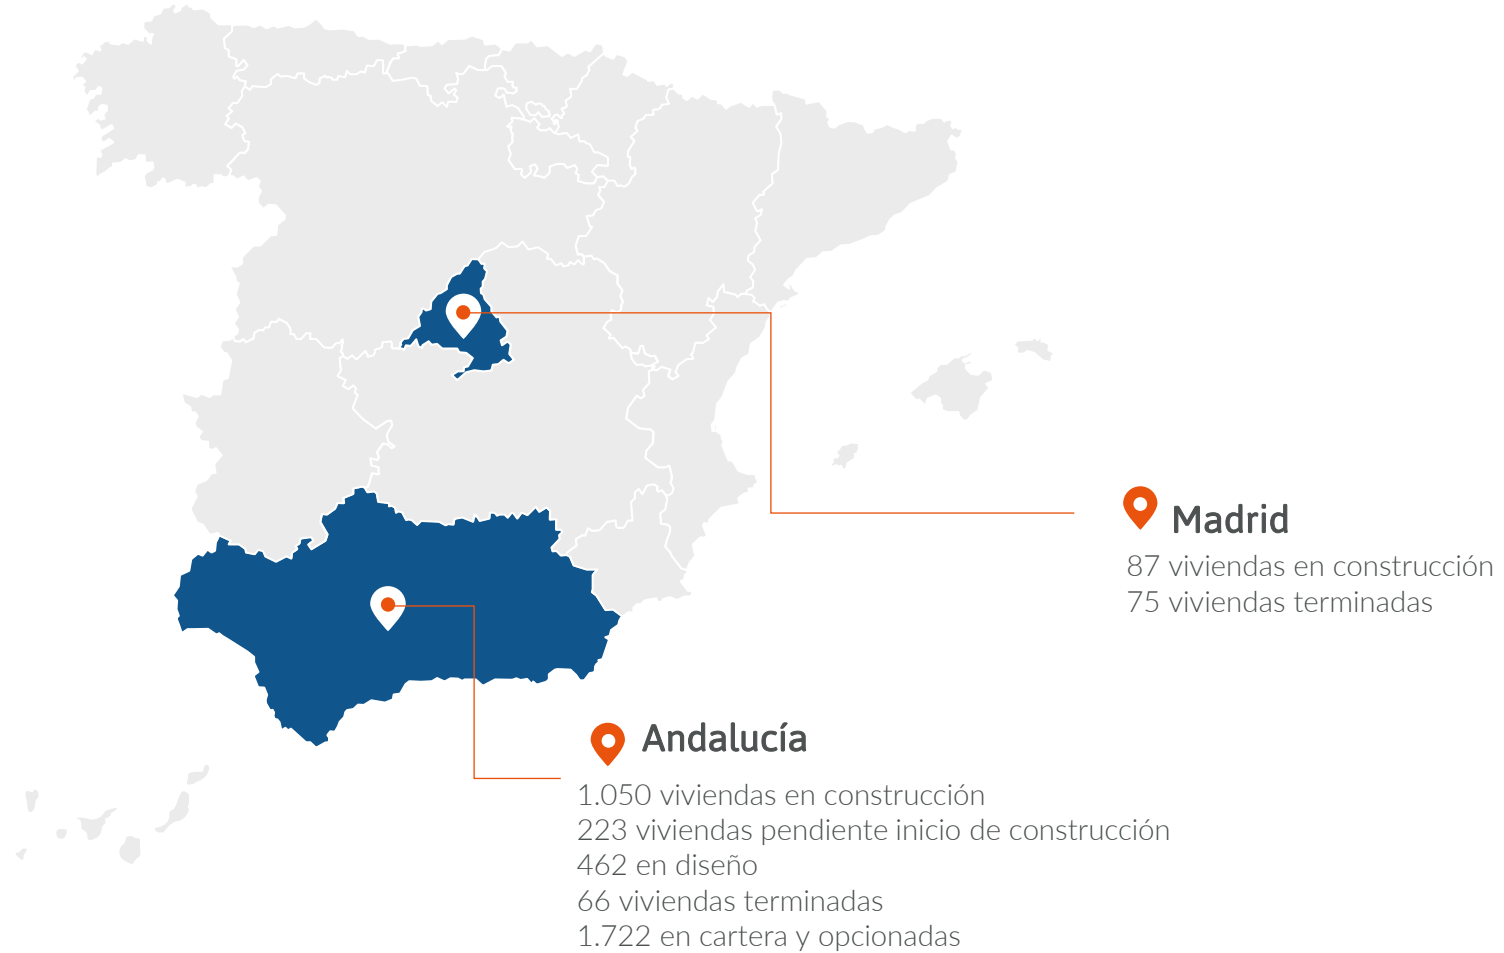 Madrid
87 viviendas en construcción
75 viviendas terminadas
Andalucía
1.050 viviendas en construcción
223 viviendas pendiente inicio de construcción
462 en diseño
66 viviendas terminadas
1.722 en cartera y opcionadas